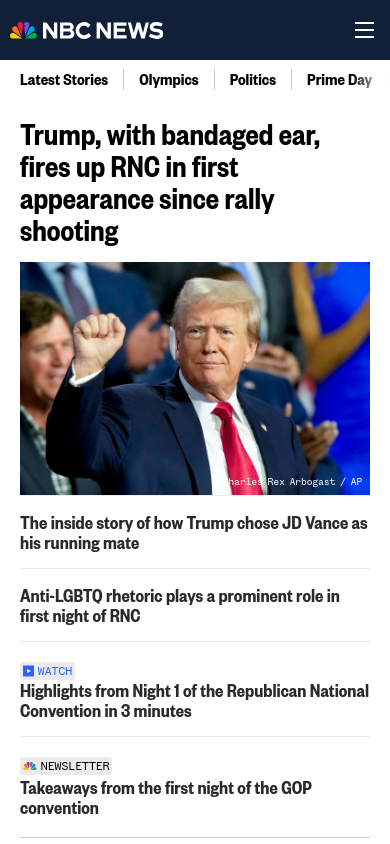 NBC NEWS
Latest Stories
Olympics
Politics
Prime Day
Trump, with bandaged ear,
fires up RNC in first
appearance since rally
shooting
Charles Rex Arbogast / AP
The inside story of how Trump chose JD Vance as
his running mate
Anti-LGBTQ rhetoric plays a prominent role in
first night of RNC
WATCH
Highlights from Night 1 of the Republican National
Convention in 3 minutes
NEWSLETTER
Takeaways from the first night of the GOP
convention